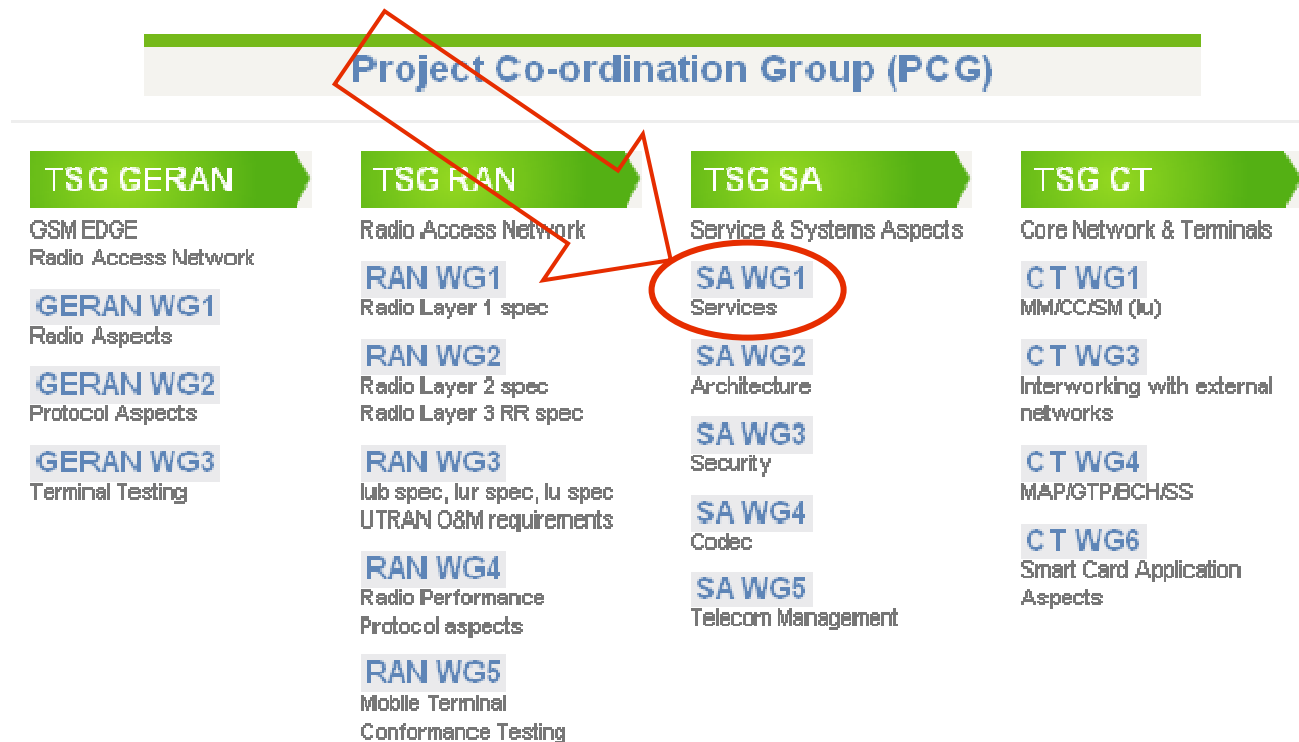 Project Co-ordination Group (PCG)
TSG GERAN
GSM EDGE
Radio Access Network
GERAN WG1
Radio Aspects
GERAN WG2
Protocol Aspects
GERAN WG3
Terminal Testing
TSG RAN
Radio Access Network
RAN WG1
Radio Layer 1 spec
RAN WG2
Radio Layer 2 spec
Radio Layer 3 RR spec
RAN WG3
Iub spec, Iur spec, Iu spec
UTRAN O&M requirements
RAN WG4
Radio Performance
Protocol aspects
RAN WG5
Mobile Terminal
Conformance Testing
TSG SA
Service & Systems Aspects
SA WG1
Services
SA WG2
Architecture
SA WG3
Security
SA WG4
Codec
SA WG5
Telecom Management
TSG CT
Core Network & Terminals
CT WG1
MM/CC/SM (Iu)
CT WG3
Interworking with external
networks
CT WG4
MAP/GTP/BCH/SS
CT WG6
Smart Card Application
Aspects